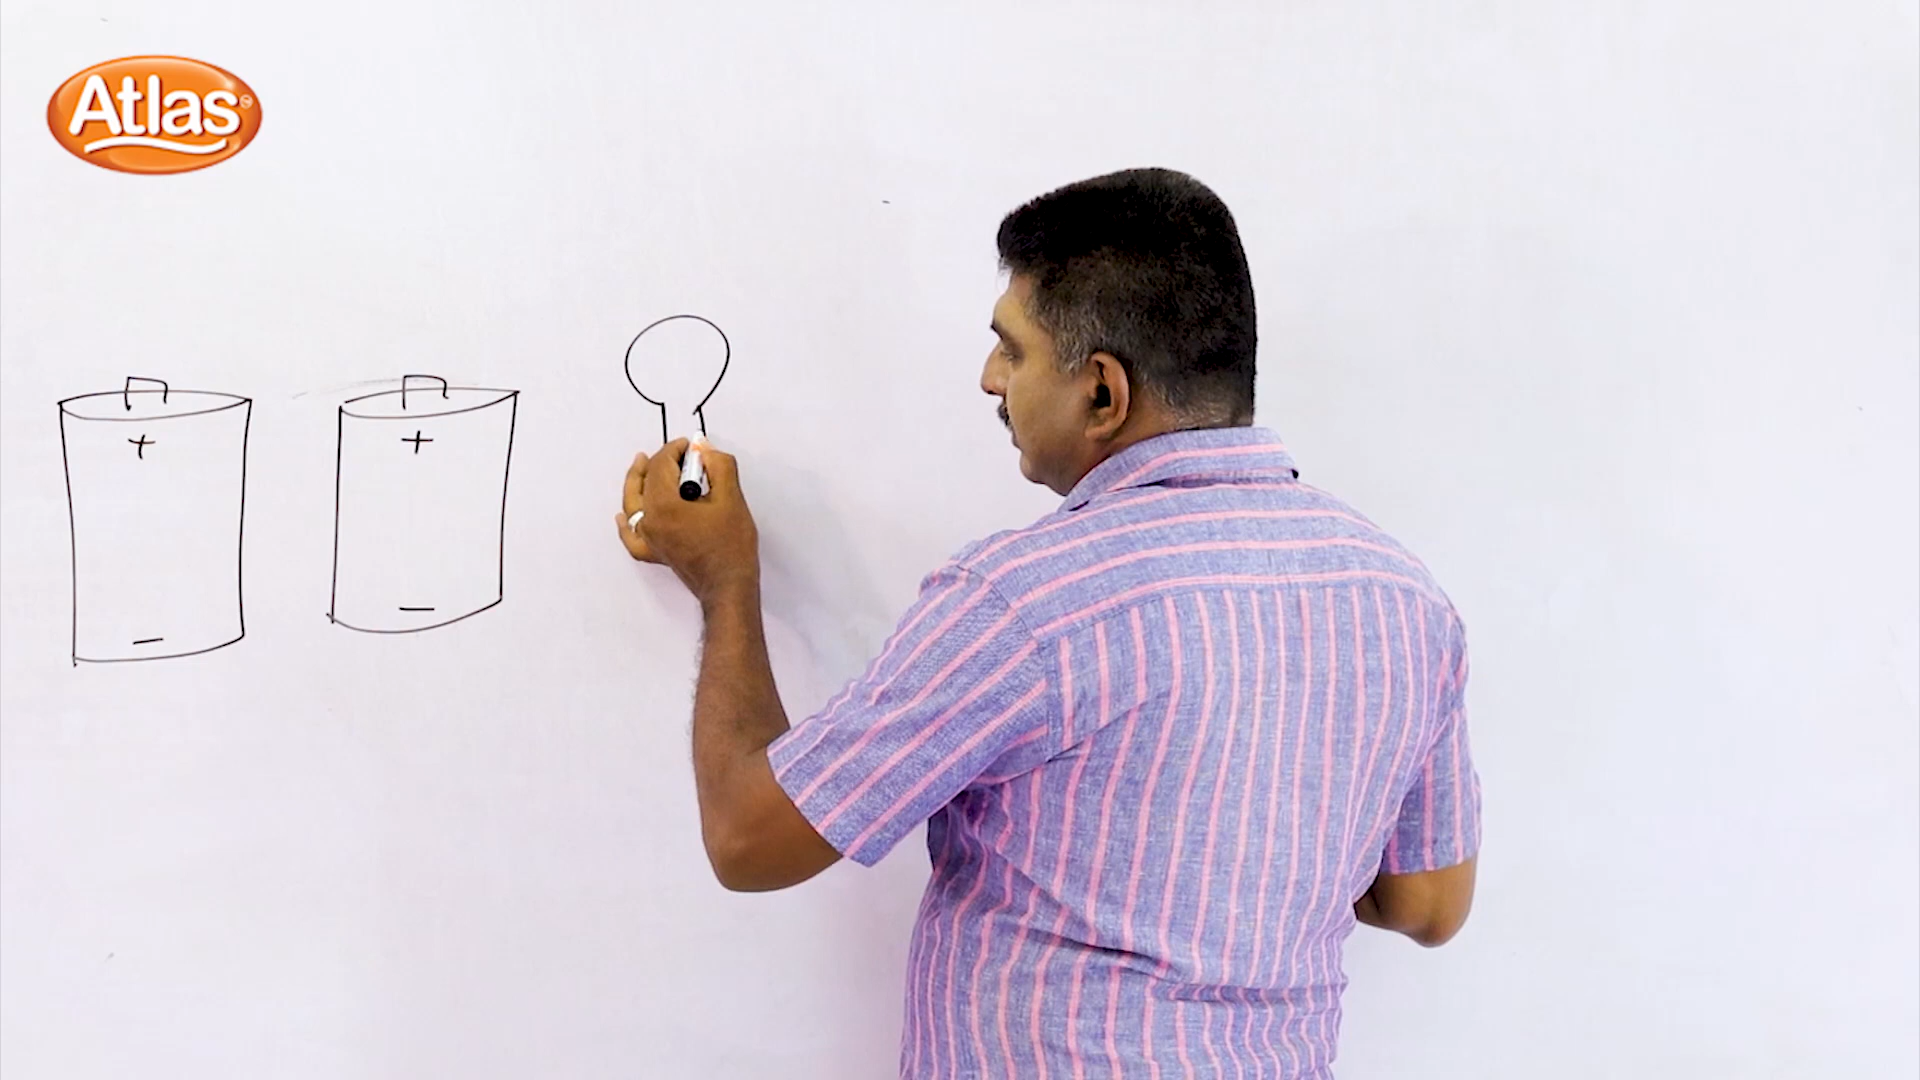 Atlas
+ +
− −